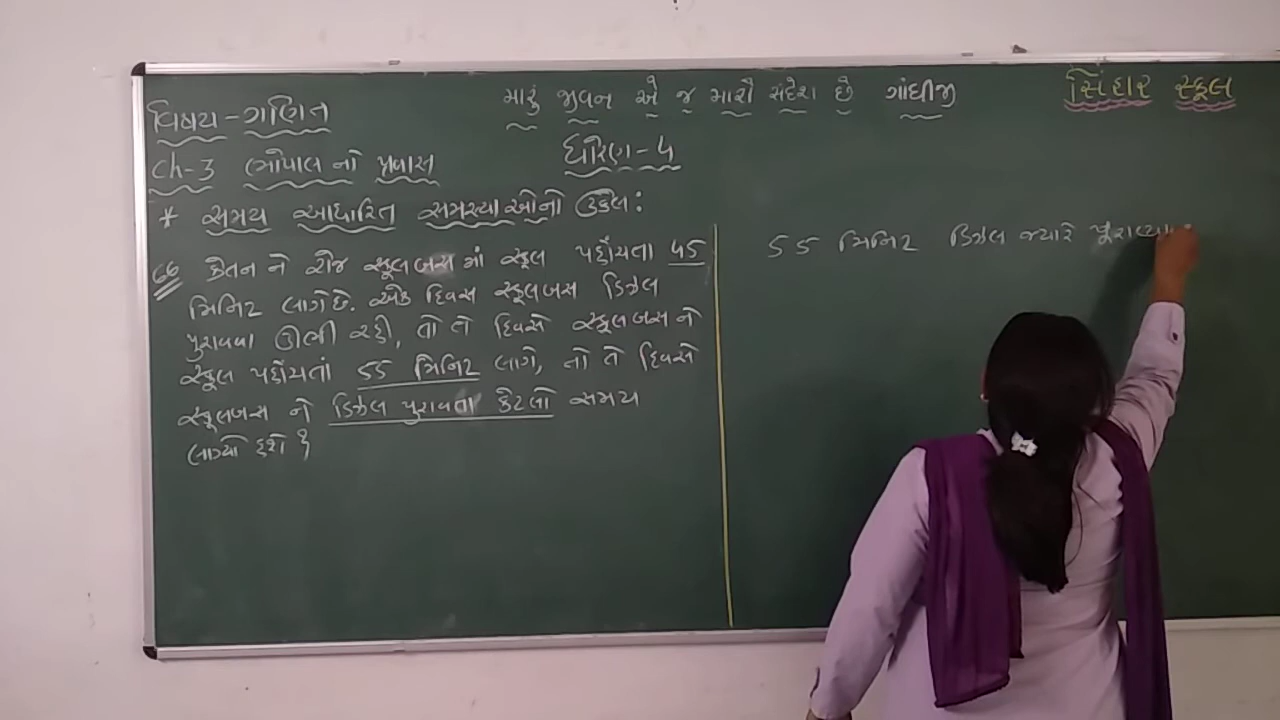 મારું જીવન એ જ મારો સંદેશ છે ગાંધીજી
સિંહાર સ્કૂલ
વિષય-ગણિત
ધોરણ-4
Ch-3 ભોપાલ નો પ્રવાસ
* સમય આધારિત સમસ્યાઓનો ઉકેલ:
કેતન ને રોજ સ્કૂલબસ માં સ્કૂલ પહોંચતા 45
મિનિટ લાગે છે. એક દિવસ સ્કૂલબસ ડિઝલ
પુરાવવા ઊભી રહી, તો તે દિવસે સ્કૂલબસ ને
સ્કૂલ પહોંચતાં 55 મિનિટ લાગે, તો તે દિવસે
સ્કૂલબસ ને ડિઝલ પુરાવતા કેટલો સમય
લાગ્યો હશે?
55 મિનિટ ડિઝલ જ્યારે પૂરાવ્યા